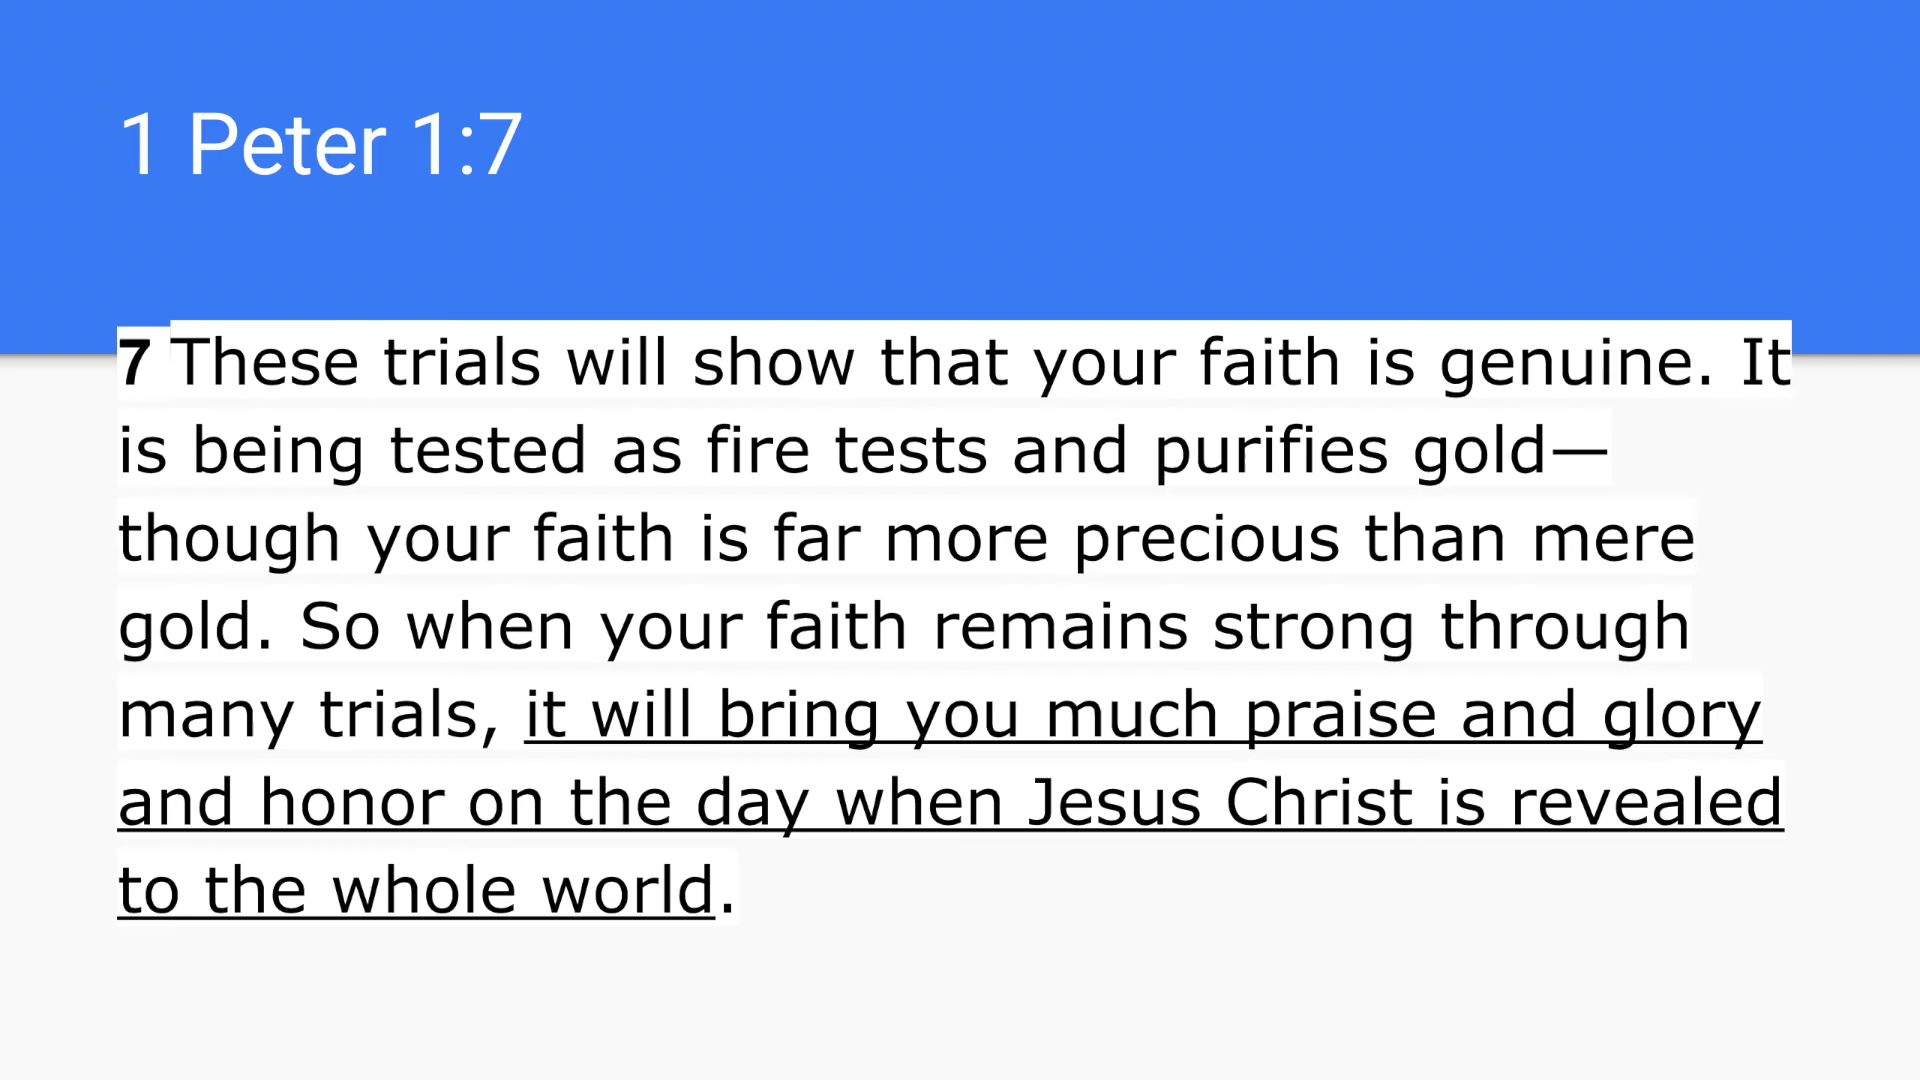 1 Peter 1:7
7 These trials will show that your faith is genuine. It
is being tested as fire tests and purifies gold—
though your faith is far more precious than mere
gold. So when your faith remains strong through
many trials, it will bring you much praise and glory
and honor on the day when Jesus Christ is revealed
to the whole world.